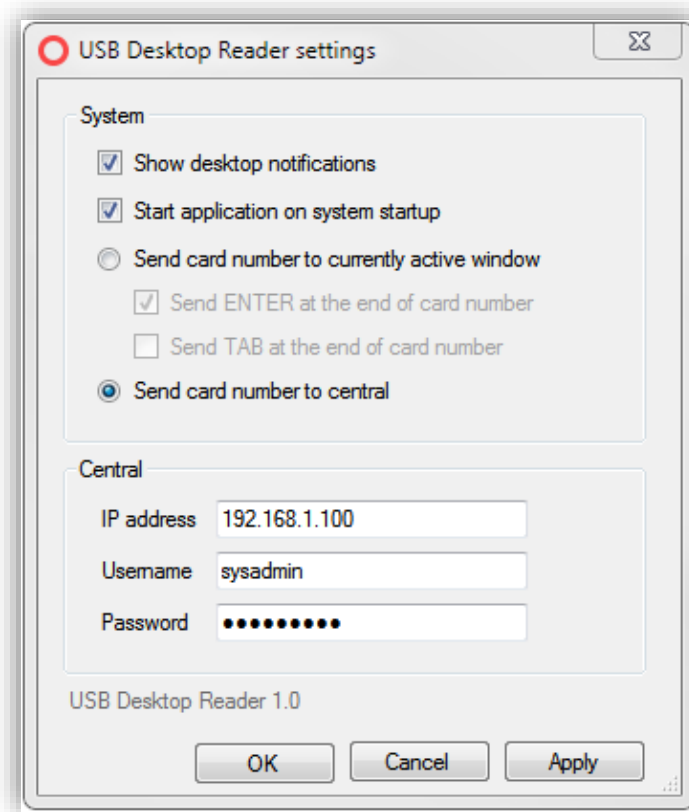 USB Desktop Reader settings
System
Show desktop notifications
Start application on system startup
Send card number to currently active window
Send ENTER at the end of card number
Send TAB at the end of card number
Send card number to central
Central
IP address 192.168.1.100
Username sysadmin
Password ●●●●●●●●●
USB Desktop Reader 1.0
OK Cancel Apply